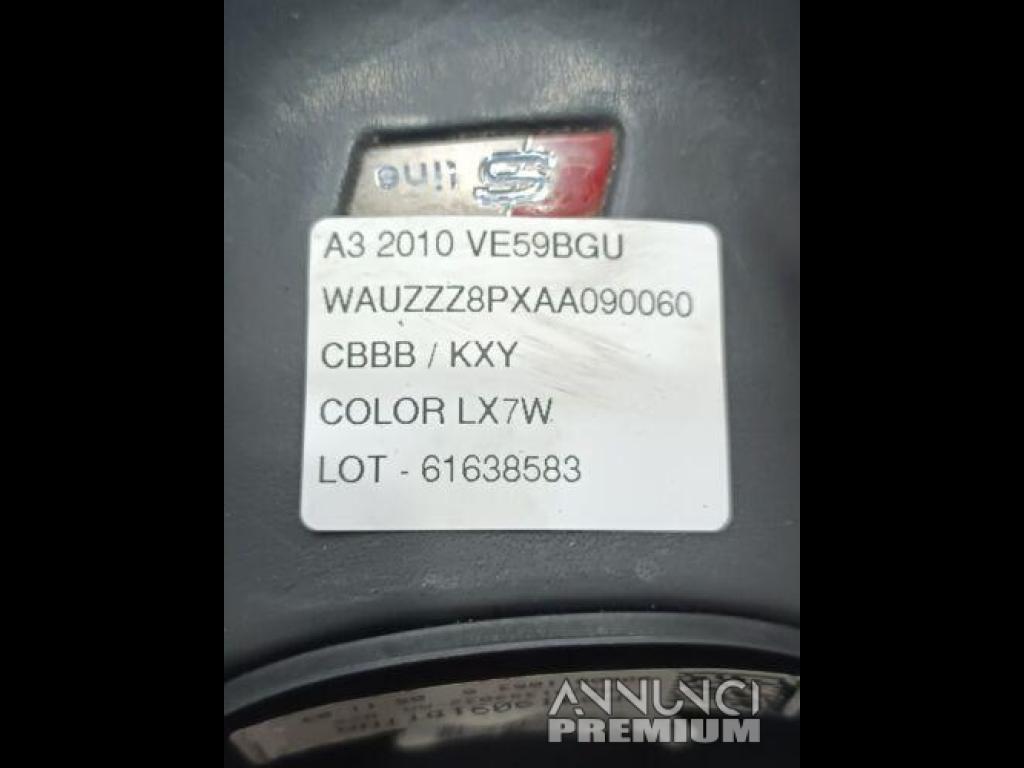 S line
A3 2010 VE59BGU
WAUZZZ8PXAA090060
CBBB / KXY
COLOR LX7W
LOT - 61638583
ANNUNCI
PREMIUM